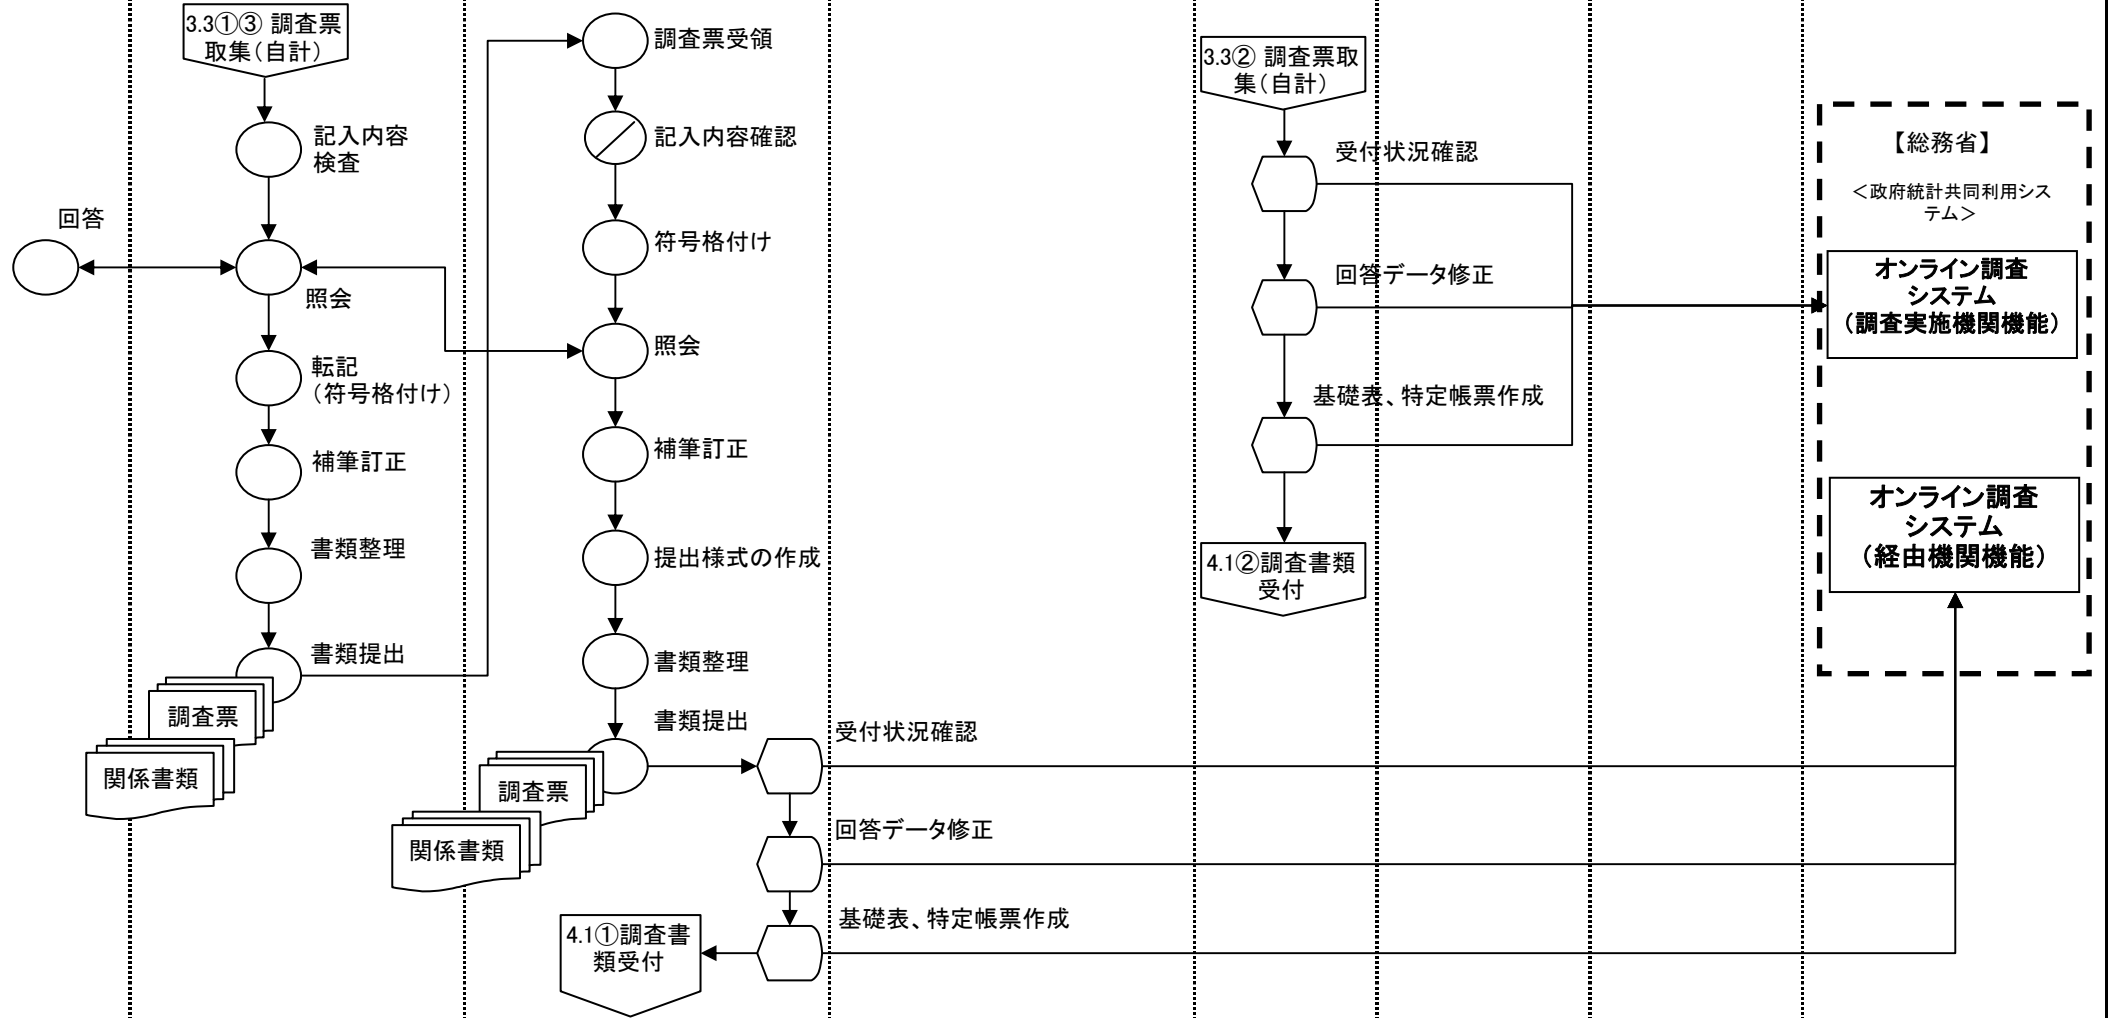 3.3①③ 調査票
取集（自計）
記入内容
検査
回答
照会
転記
（符号格付け）
補筆訂正
書類整理
書類提出
調査票
関係書類
調査票受領
記入内容確認
符号格付け
照会
補筆訂正
提出様式の作成
書類整理
書類提出
調査票
関係書類
受付状況確認
回答データ修正
基礎表、特定帳票作成
4.1①調査書
類受付
3.3② 調査票取
集（自計）
受付状況確認
回答データ修正
基礎表、特定帳票作成
4.1②調査書類
受付
【総務省】
＜政府統計共同利用シス
テム＞
オンライン調査
システム
（調査実施機関機能）
オンライン調査
システム
（経由機関機能）